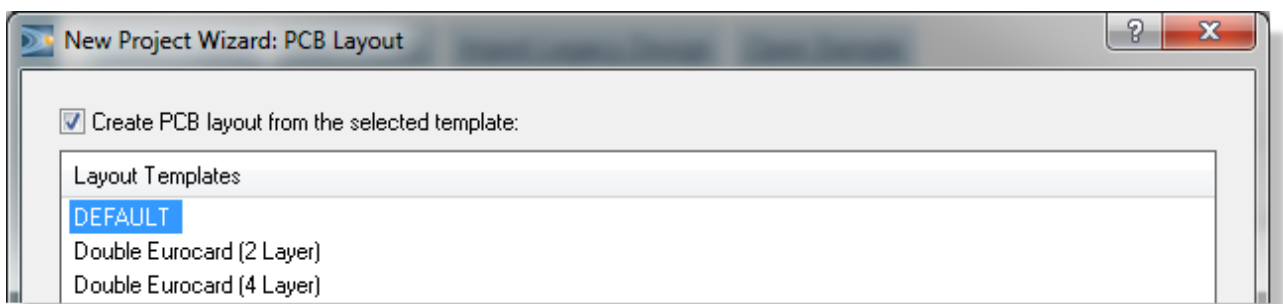 New Project Wizard: PCB Layout
Create PCB layout from the selected template:
Layout Templates
DEFAULT
Double Eurocard (2 Layer)
Double Eurocard (4 Layer)